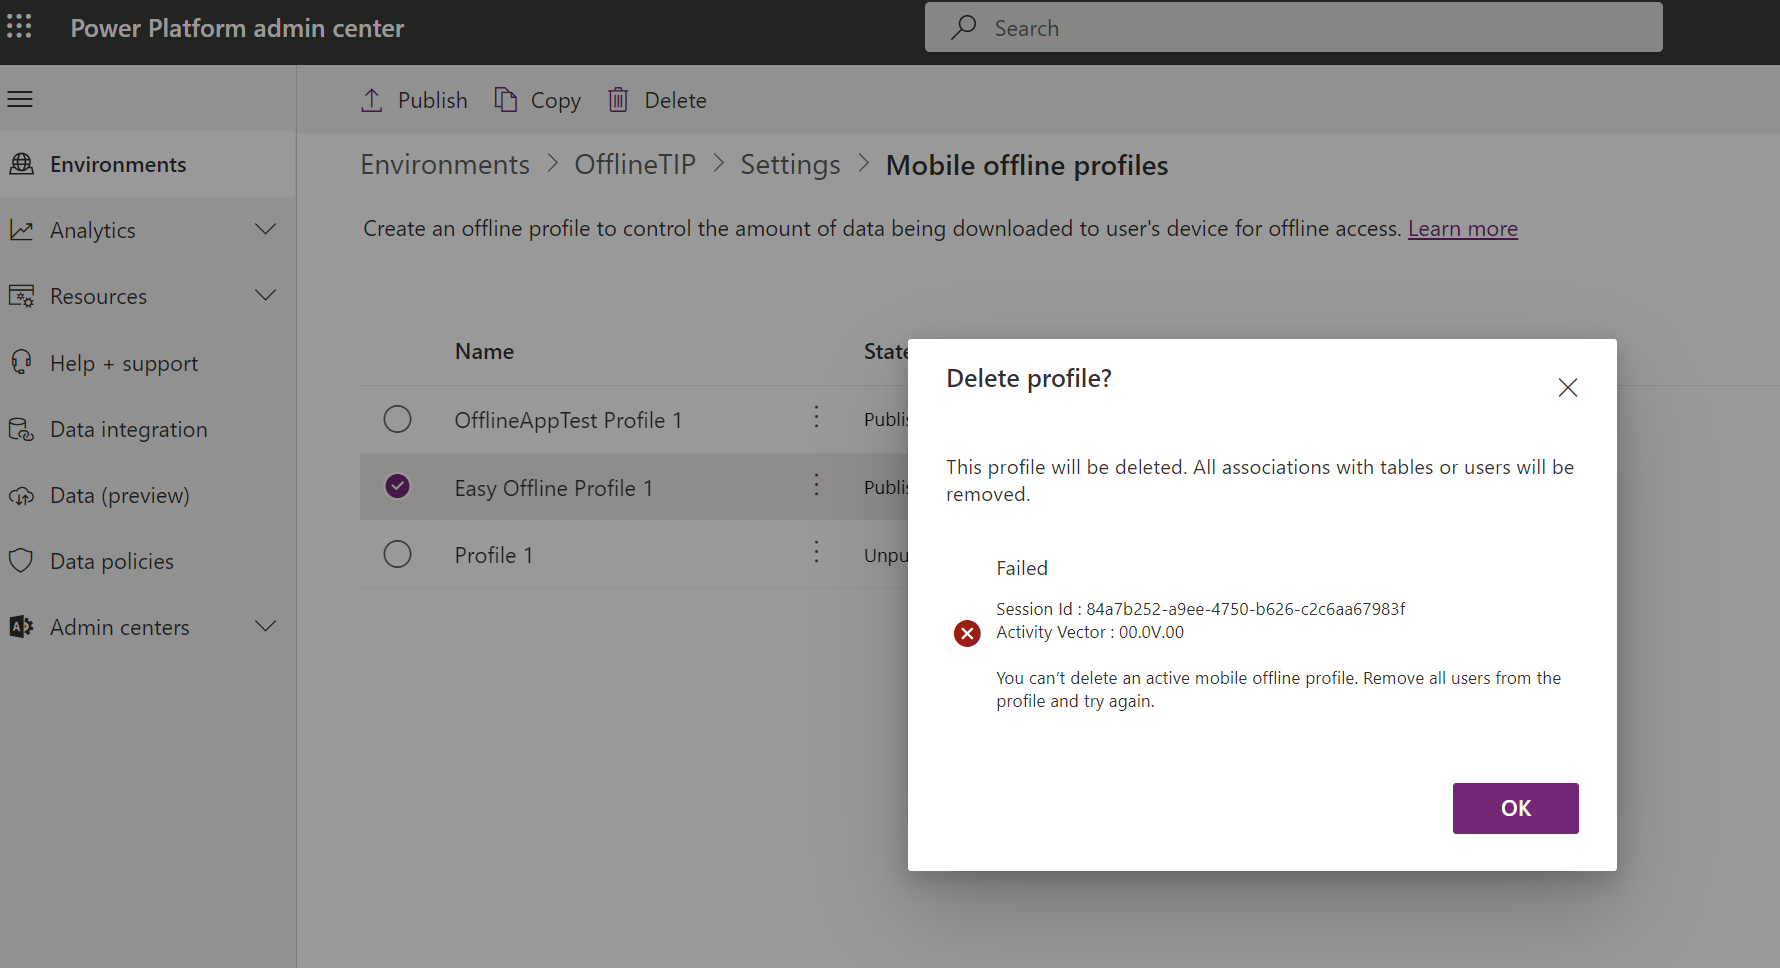 Power Platform admin center
Search
Publish
Copy
Delete
Environments
Analytics
Resources
Help + support
Data integration
Data (preview)
Data policies
Admin centers
Environments > OfflineTIP > Settings > Mobile offline profiles
Create an offline profile to control the amount of data being downloaded to user's device for offline access. Learn more
Name
State
OfflineAppTest Profile 1
Publis
Easy Offline Profile 1
Publis
Profile 1
Unpu
Delete profile?
This profile will be deleted. All associations with tables or users will be
removed.
Failed
Session Id : 84a7b252-a9ee-4750-b626-c2c6aa67983f
Activity Vector : 00.0V.00
You can’t delete an active mobile offline profile. Remove all users from the
profile and try again.
OK